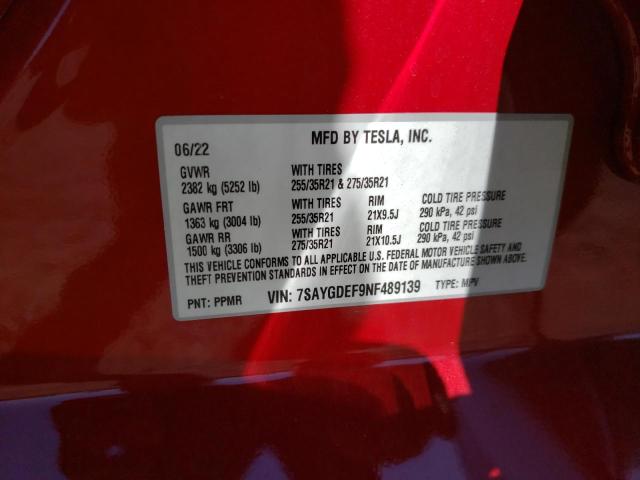 06/22 MFD BY TESLA, INC.
GVWR WITH TIRES
2382 kg (5252 lb) 255/35R21 & 275/35R21
GAWR FRT WITH TIRES RIM COLD TIRE PRESSURE
1363 kg (3004 lb) 255/35R21 21X9.5J 290 kPa, 42 psi
GAWR RR WITH TIRES RIM COLD TIRE PRESSURE
1500 kg (3306 lb) 275/35R21 21X10.5J 290 kPa, 42 psi
THIS VEHICLE CONFORMS TO ALL APPLICABLE U.S. FEDERAL MOTOR VEHICLE SAFETY AND
THEFT PREVENTION STANDARDS IN EFFECT ON THE DATE OF MANUFACTURE SHOWN ABOVE.
PNT: PPMR VIN: 7SAYGDEF9NF489139 TYPE: MPV